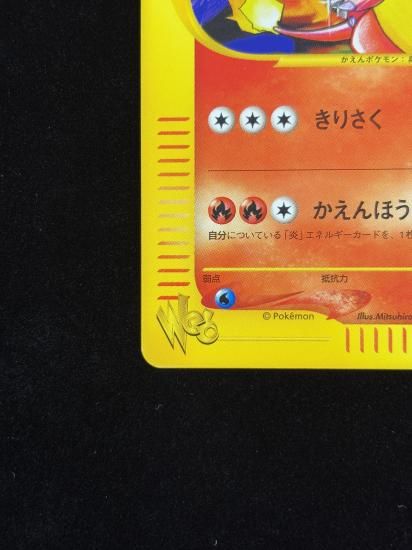 かえんポケモン：
きりさく
かえんほう
自分についている「炎」エネルギーカードを、1枚
弱点 抵抗力
Web
© Pokémon Illus.Mitsuhiro